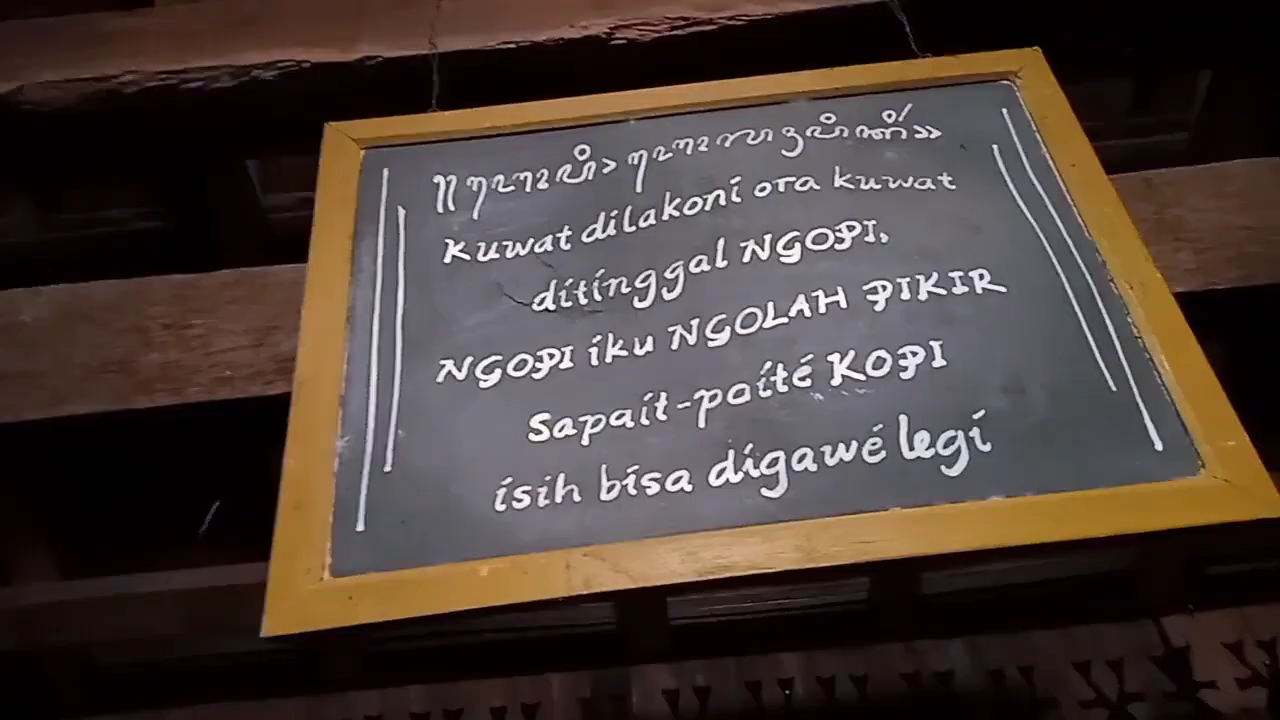 Kuwat dilakoni ora kuwat
ditinggal NGOPI.
NGOPI iku NGOLAH PIKIR
Sapait-paité KOPI
isih bisa digawé legi